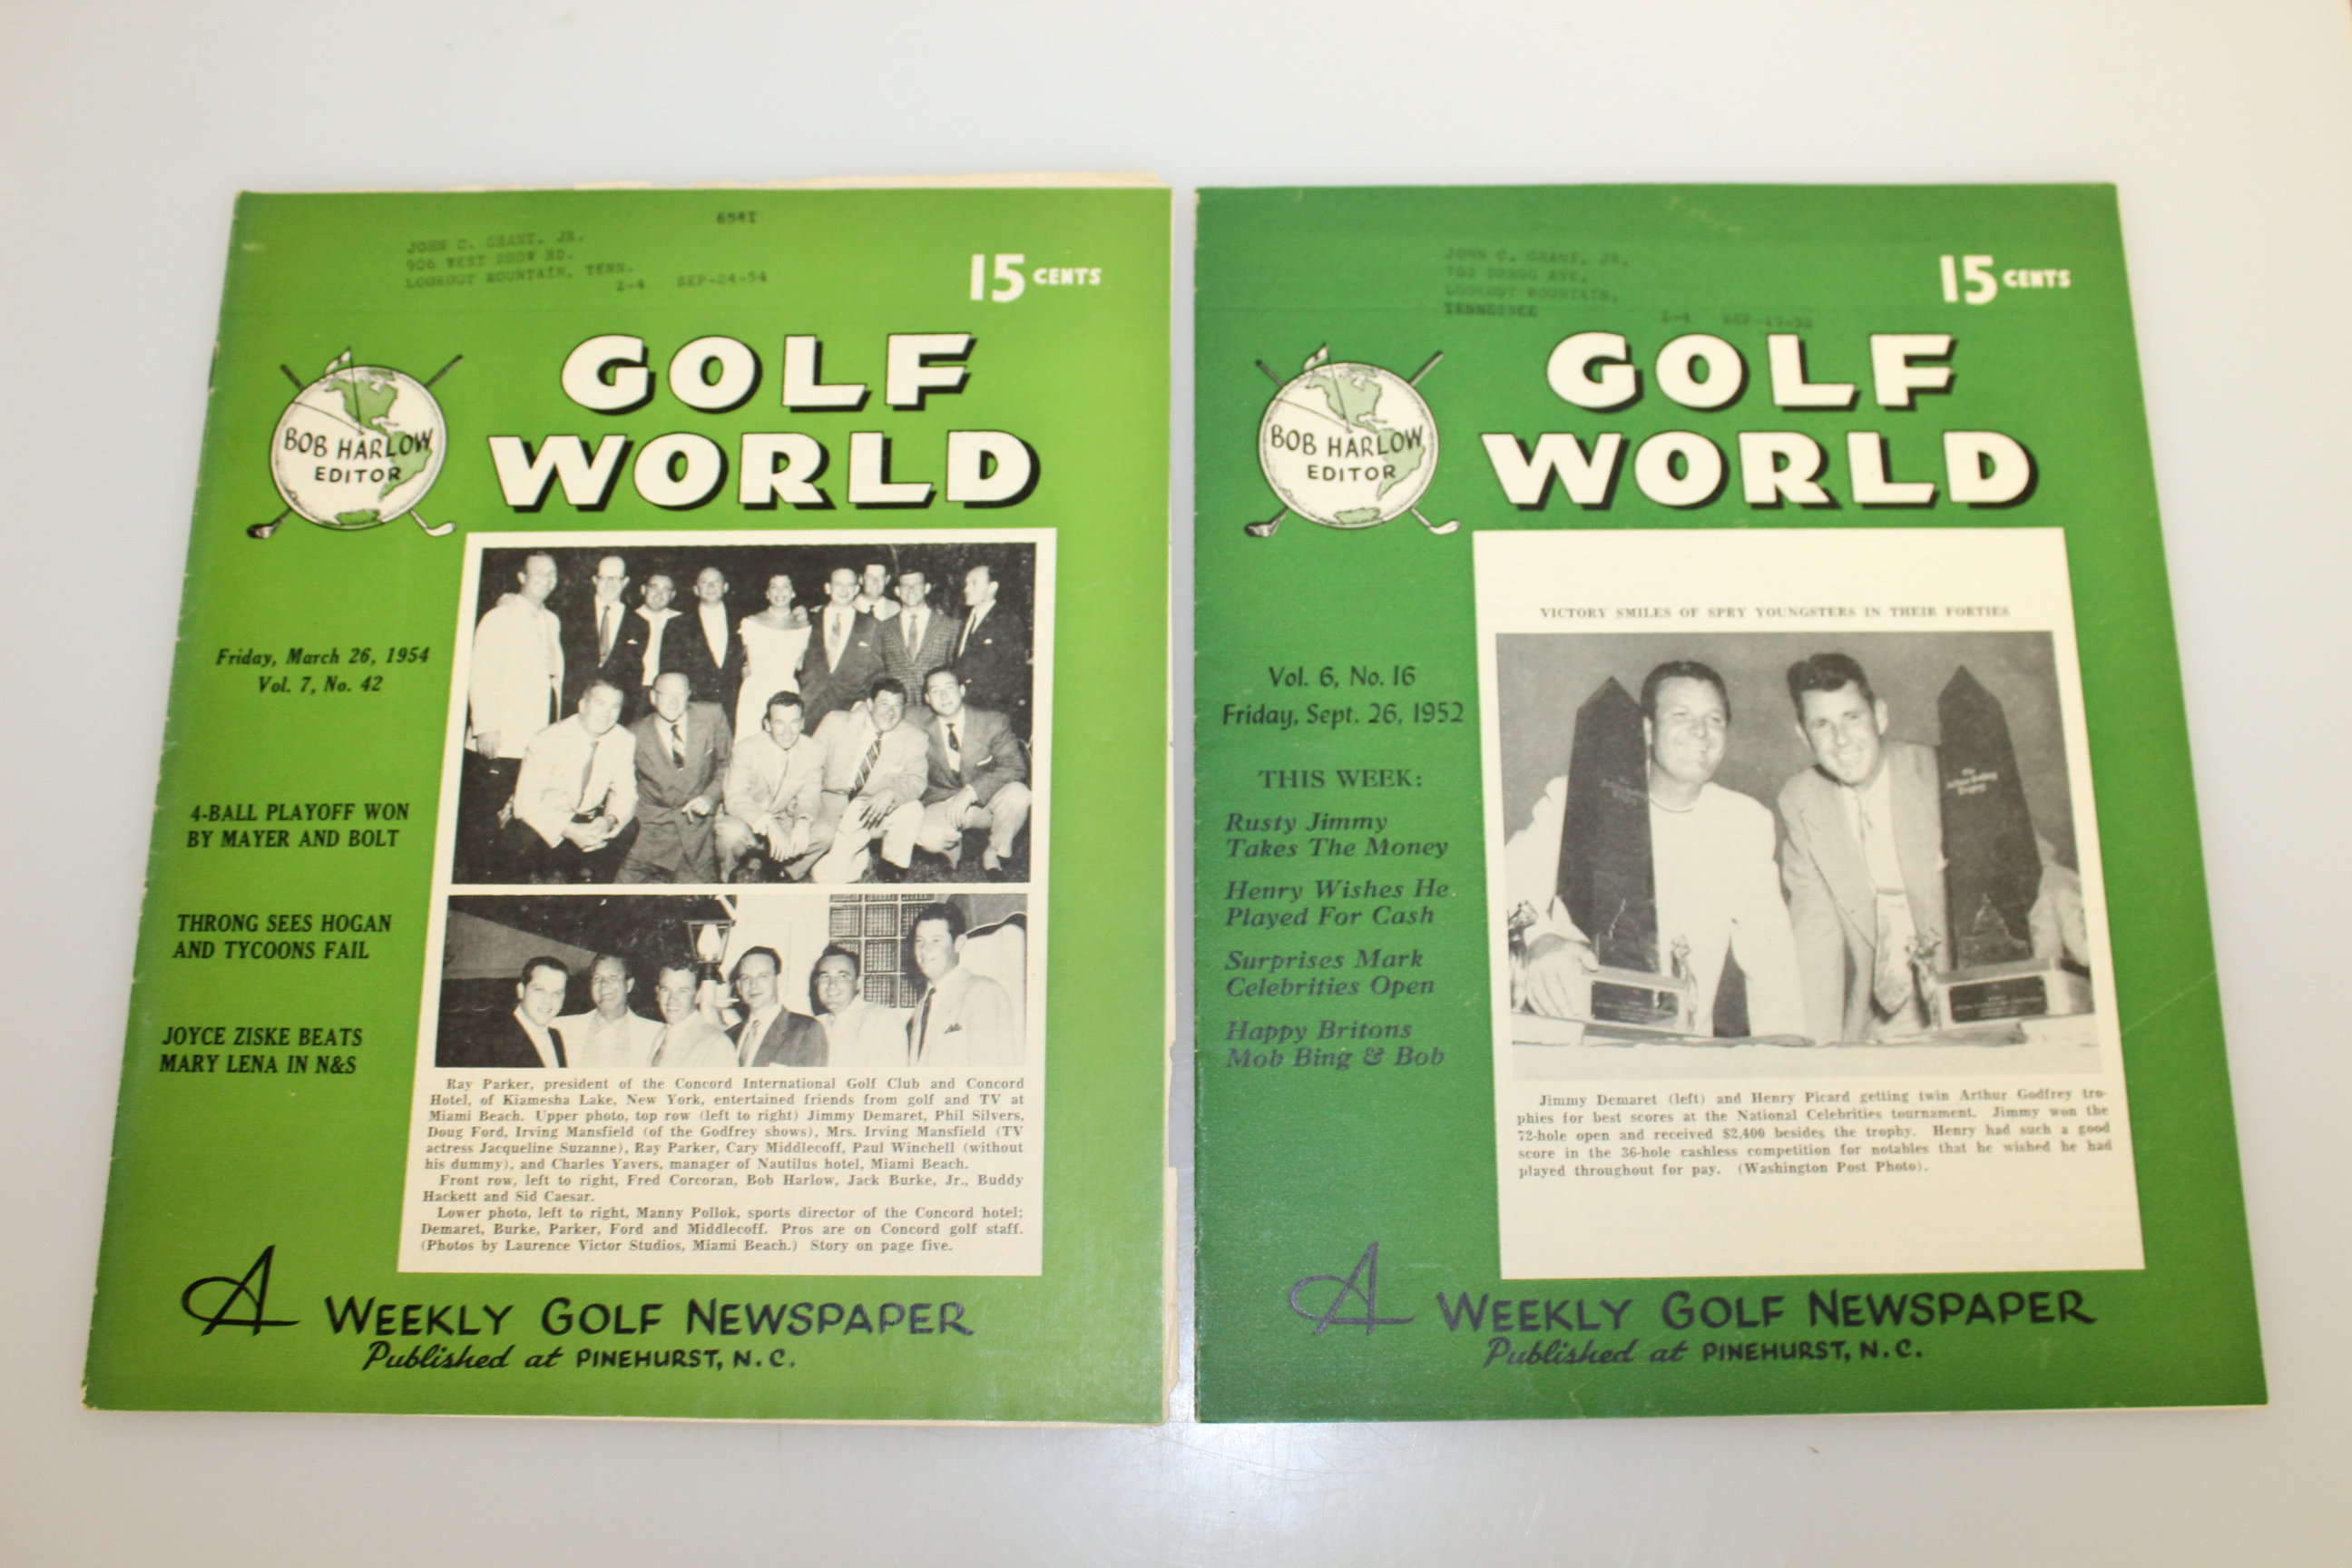 6541
JOHN C. GRANT, JR.
906 WEST BROW RD.
LOOKOUT MOUNTAIN, TENN.
Z-4 SEP-24-54
15 CENTS
GOLF
WORLD
BOB HARLOW
EDITOR
Friday, March 26, 1954
Vol. 7, No. 42
4-BALL PLAYOFF WON
BY MAYER AND BOLT
THRONG SEES HOGAN
AND TYCOONS FAIL
JOYCE ZISKE BEATS
MARY LENA IN N&S
Ray Parker, president of the Concord International Golf Club and Concord
Hotel, of Kiamesha Lake, New York, entertained friends from golf and TV at
Miami Beach. Upper photo, top row (left to right) Jimmy Demaret, Phil Silvers,
Doug Ford, Irving Mansfield (of the Godfrey shows), Mrs. Irving Mansfield (TV
actress Jacqueline Suzanne), Ray Parker, Cary Middlecoff, Paul Winchell (without
his dummy), and Charles Yavers, manager of Nautilus hotel, Miami Beach.
Front row, left to right, Fred Corcoran, Bob Harlow, Jack Burke, Jr., Buddy
Hackett and Sid Caesar.
Lower photo, left to right, Manny Pollok, sports director of the Concord hotel;
Demaret, Burke, Parker, Ford and Middlecoff. Pros are on Concord golf staff.
(Photos by Laurence Victor Studios, Miami Beach.) Story on page five.
A WEEKLY GOLF NEWSPAPER
Published at PINEHURST, N.C.
JOHN C. GRANT, JR.
LOOKOUT MOUNTAIN,
TENNESSEE
Z-4 SEP-19-52
15 CENTS
GOLF
WORLD
BOB HARLOW
EDITOR
Vol. 6, No. 16
Friday, Sept. 26, 1952
THIS WEEK:
Rusty Jimmy
Takes The Money
Henry Wishes He
Played For Cash
Surprises Mark
Celebrities Open
Happy Britons
Mob Bing & Bob
VICTORY SMILES OF SPRY YOUNGSTERS IN THEIR FORTIES
Jimmy Demaret (left) and Henry Picard getting twin Arthur Godfrey tro-
phies for best scores at the National Celebrities tournament. Jimmy won the
72-hole open and received $2,400 besides the trophy. Henry had such a good
score in the 36-hole cashless competition for notables that he wished he had
played throughout for pay. (Washington Post Photo).
A WEEKLY GOLF NEWSPAPER
Published at PINEHURST, N.C.